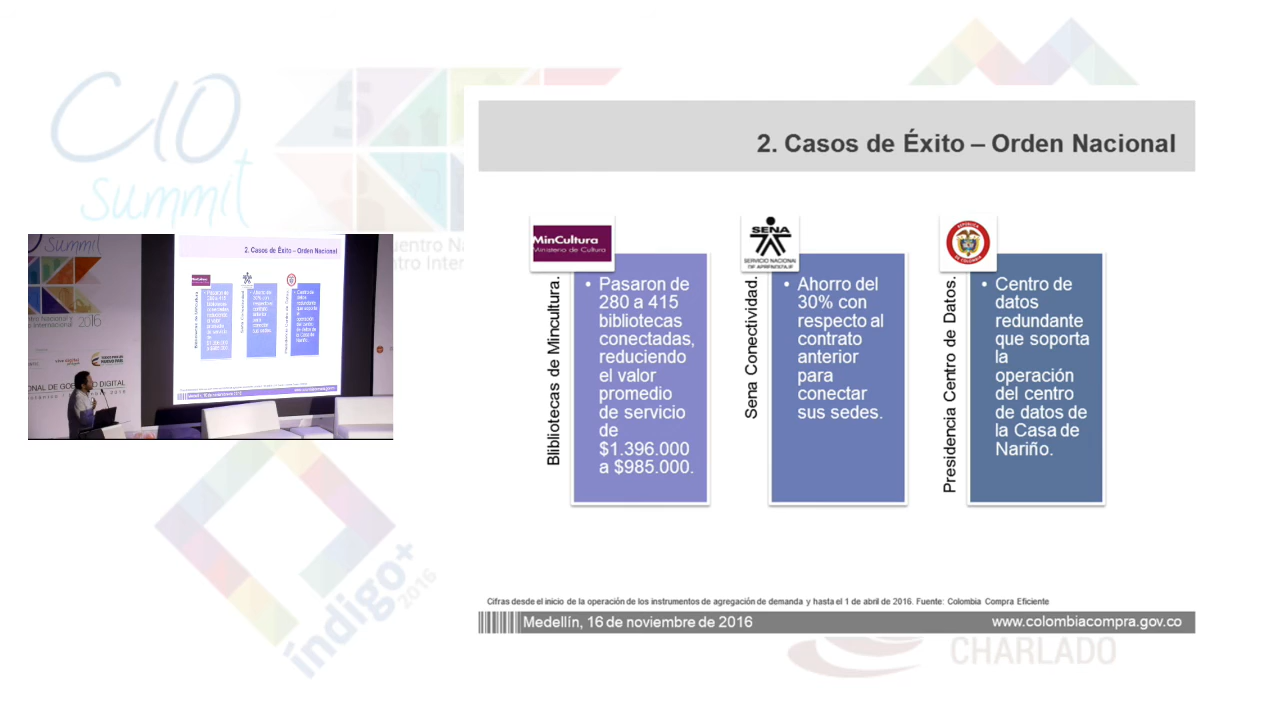 CIO
summit
2. Casos de Éxito – Orden Nacional
MinCultura
Ministerio de Cultura
SENA
SERVICIO NACIONAL
DE APRENDIZAJE
Blibliotecas de Mincultura.
• Pasaron de
280 a 415
bibliotecas
conectadas,
reduciendo
el valor
promedio
de servicio
de
$1.396.000
a $985.000.
Sena Conectividad.
• Ahorro del
30% con
respecto al
contrato
anterior
para
conectar
sus sedes.
Presidencia Centro de Datos.
• Centro de
datos
redundante
que soporta
la
operación
del centro
de datos de
la Casa de
Nariño.
Cifras desde el inicio de la operación de los instrumentos de agregación de demanda y hasta el 1 de abril de 2016. Fuente: Colombia Compra Eficiente
Medellín, 16 de noviembre de 2016
www.colombiacompra.gov.co
índigo+
2016
CHARLADO